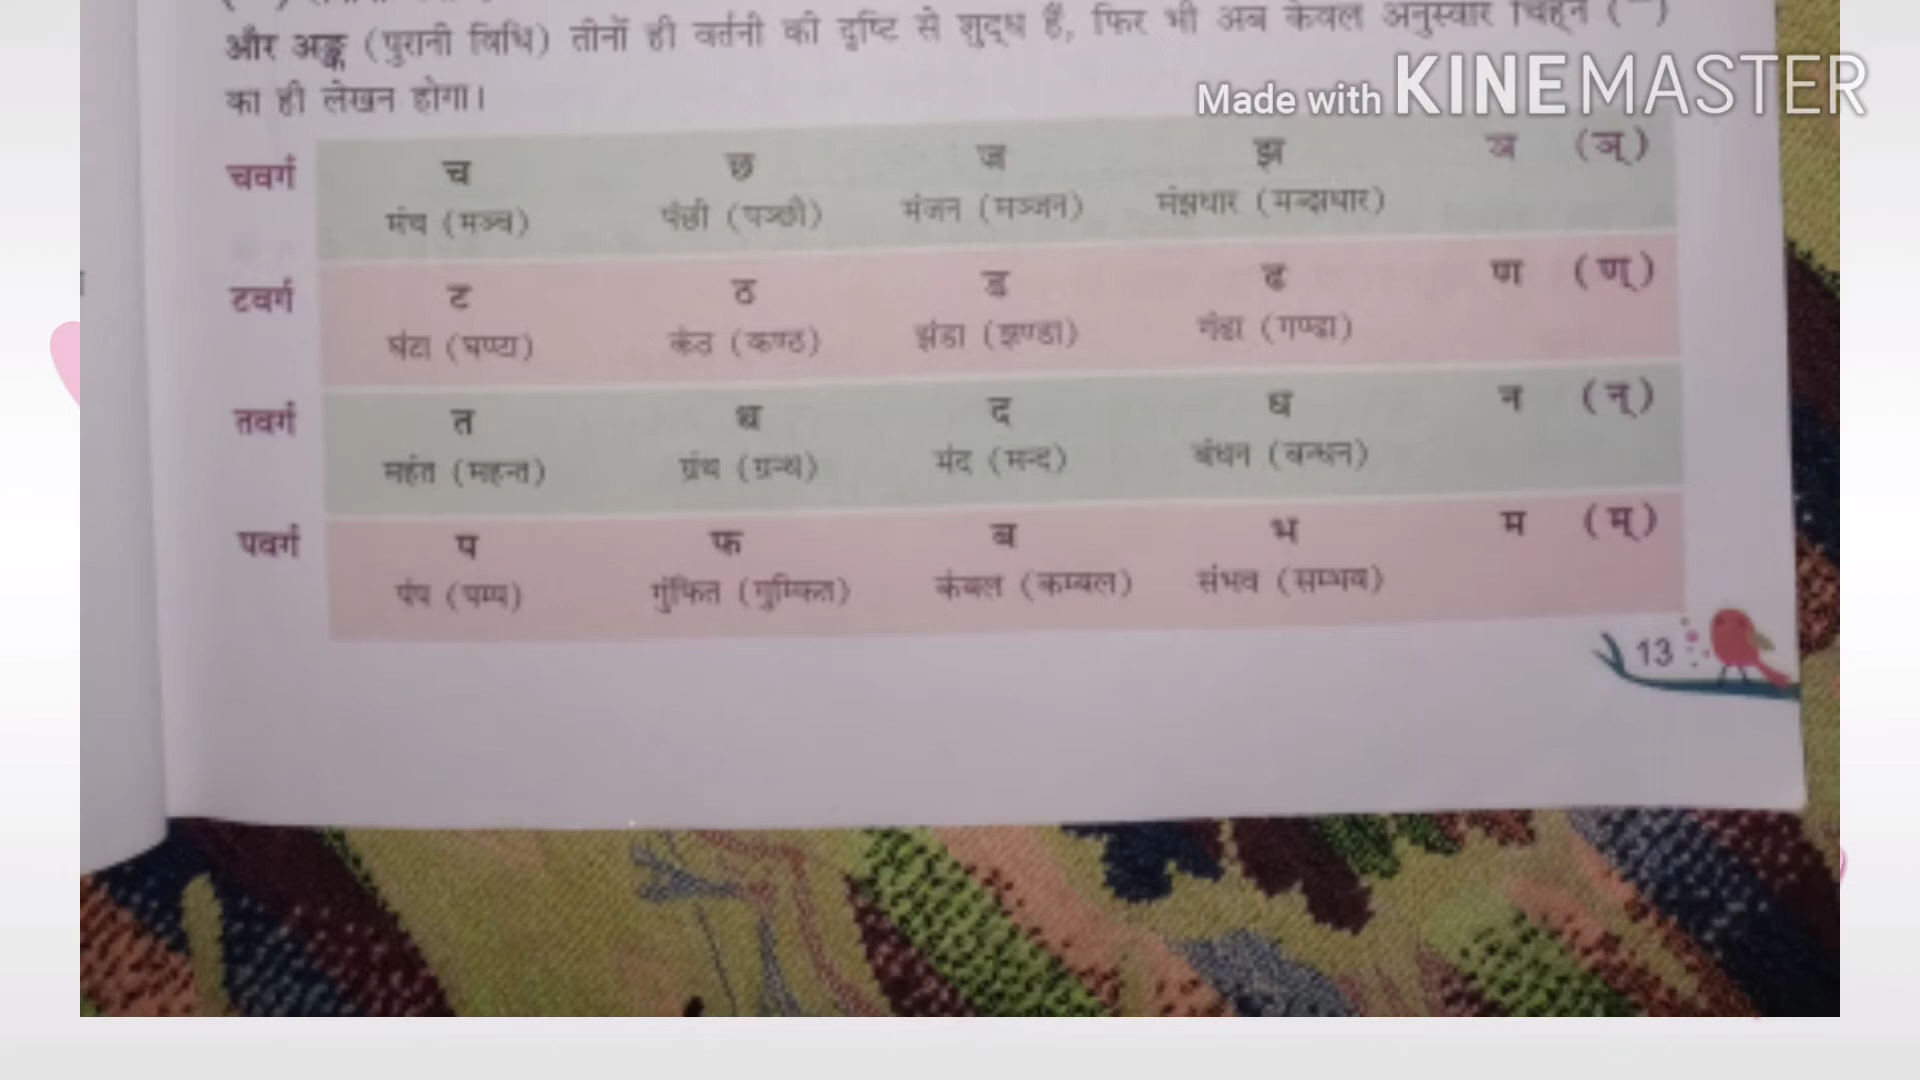 और अङ्क (पुरानी विधि) तीनों ही वर्तनी की दृष्टि से शुद्ध हैं, फिर भी अब केवल अनुस्वार चिह्न (ं)
का ही लेखन होगा।
Made with KINEMASTER
चवर्ग च छ ज झ ञ (ञ्)
मंच (मञ्च) पंछी (पञ्छी) मंजन (मञ्जन) मंझधार (मञ्झधार)
टवर्ग ट ठ ड ढ ण (ण्)
घंटा (घण्टा) कंठ (कण्ठ) झंडा (झण्डा) गंढा (गण्ढा)
तवर्ग त थ द ध न (न्)
महंत (महन्त) ग्रंथ (ग्रन्थ) मंद (मन्द) बंधन (बन्धन)
पवर्ग प फ ब भ म (म्)
पंप (पम्प) गुंफित (गुम्फित) कंबल (कम्बल) संभव (सम्भव)
13